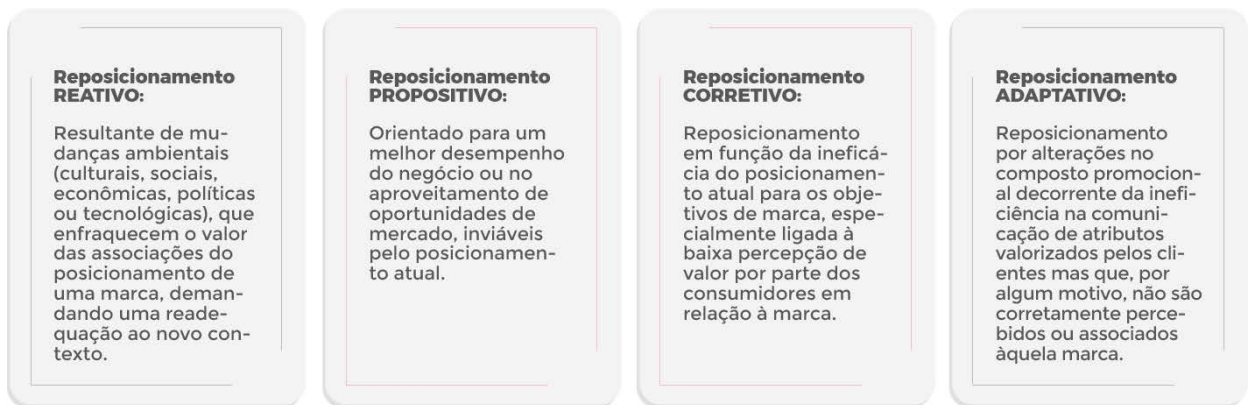 Reposicionamento
REATIVO:
Resultante de mu-
danças ambientais
(culturais, sociais,
econômicas, políticas
ou tecnológicas), que
enfraquecem o valor
das associações do
posicionamento de
uma marca, deman-
dando uma reade-
quação ao novo con-
texto.
Reposicionamento
PROPOSITIVO:
Orientado para um
melhor desempenho
do negócio ou no
aproveitamento de
oportunidades de
mercado, inviáveis
pelo posicionamen-
to atual.
Reposicionamento
CORRETIVO:
Reposicionamento
em função da ineficá-
cia do posicionamen-
to atual para os obje-
tivos de marca, espe-
cialmente ligada à
baixa percepção de
valor por parte dos
consumidores em
relação à marca.
Reposicionamento
ADAPTATIVO:
Reposicionamento
por alterações no
composto promocion-
al decorrente da inefi-
ciência na comuni-
cação de atributos
valorizados pelos cli-
entes mas que, por
algum motivo, não são
corretamente perce-
bidos ou associados
àquela marca.